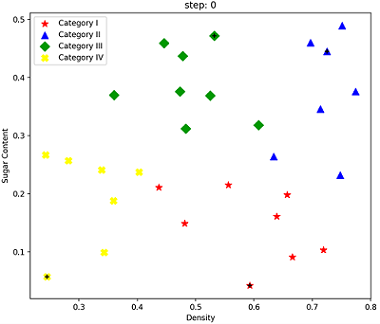 step: 0
0.5
Category I
Category II
Category III
Category IV
0.4
Sugar Content
0.3
0.2
0.1
0.3 0.4 0.5 0.6 0.7 0.8
Density